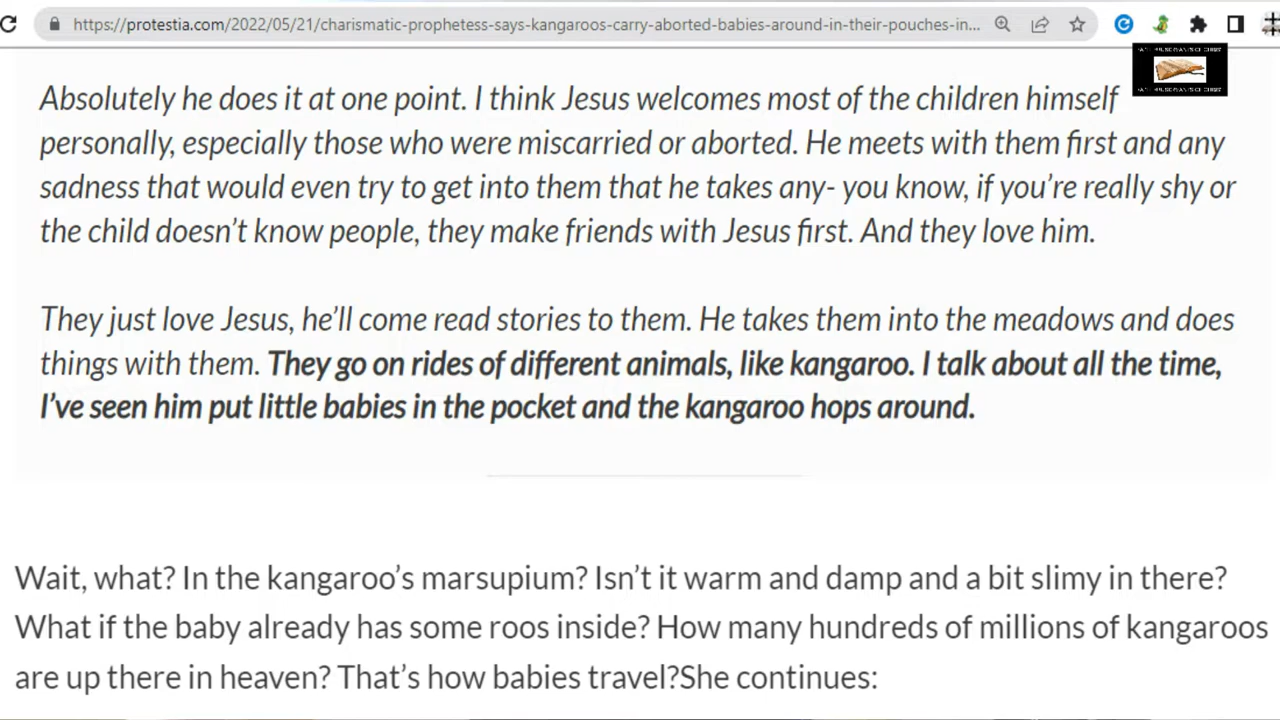 https://protestia.com/2022/05/21/charismatic-prophetess-says-kangaroos-carry-aborted-babies-around-in-their-pouches-in...
Absolutely he does it at one point. I think Jesus welcomes most of the children himself
personally, especially those who were miscarried or aborted. He meets with them first and any
sadness that would even try to get into them that he takes any- you know, if you’re really shy or
the child doesn’t know people, they make friends with Jesus first. And they love him.
They just love Jesus, he’ll come read stories to them. He takes them into the meadows and does
things with them. They go on rides of different animals, like kangaroo. I talk about all the time,
I’ve seen him put little babies in the pocket and the kangaroo hops around.
Wait, what? In the kangaroo’s marsupium? Isn’t it warm and damp and a bit slimy in there?
What if the baby already has some roos inside? How many hundreds of millions of kangaroos
are up there in heaven? That’s how babies travel?She continues: